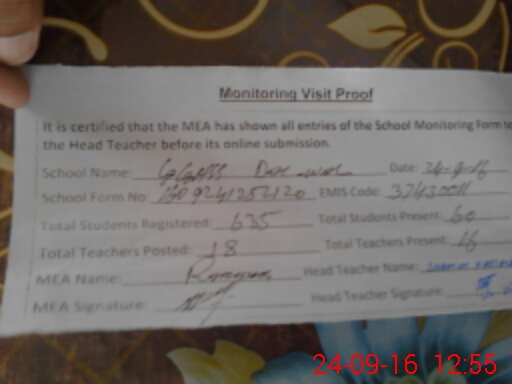 Monitoring Visit Proof
It is certified that the MEA has shown all entries of the School Monitoring Form to
the Head Teacher before its online submission.
School Name: Date: 24-9-16
School Form No: 1609241252120 EMIS Code: 37430011
Total Students Registered: 635 Total Students Present: 60
Total Teachers Posted: 18 Total Teachers Present: 16
MEA Name: Head Teacher Name:
MEA Signature: Head Teacher Signature:
24-09-16 12:55